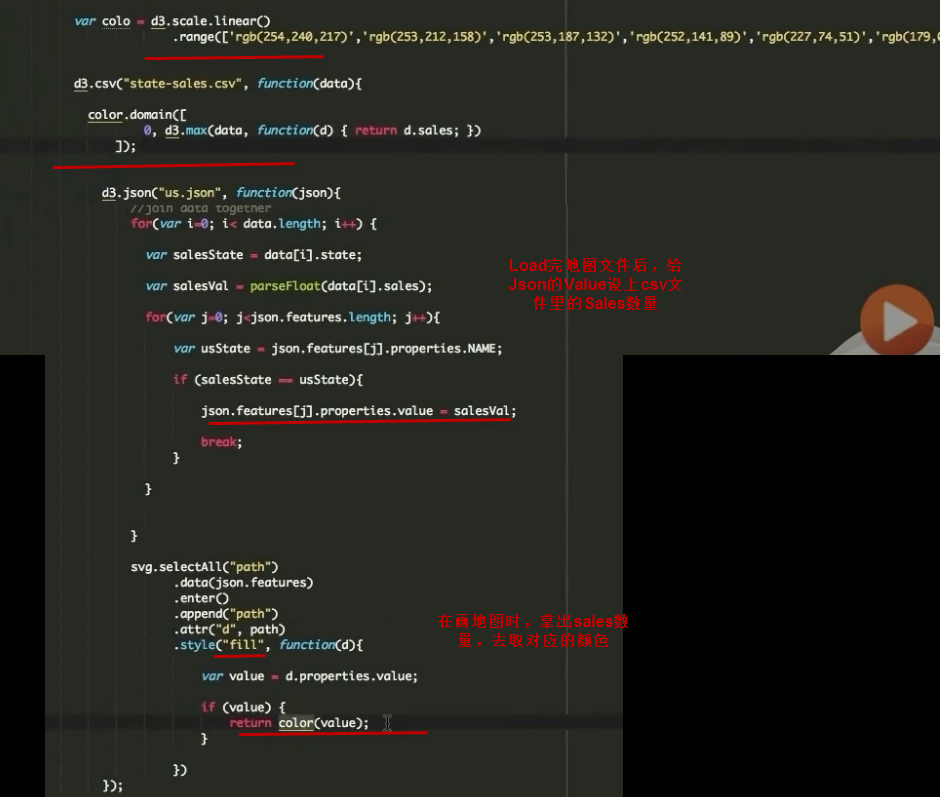 var colo = d3.scale.linear()
.range(['rgb(254,240,217)','rgb(253,212,158)','rgb(253,187,132)','rgb(252,141,89)','rgb(227,74,51)','rgb(179,0
d3.csv("state-sales.csv", function(data){
color.domain([
0, d3.max(data, function(d) { return d.sales; })
]);
d3.json("us.json", function(json){
//join data together
for(var i=0; i< data.length; i++) {
var salesState = data[i].state;
var salesVal = parseFloat(data[i].sales);
Load完地图文件后，给
Json的Value设上csv文
件里的Sales数量
for(var j=0; j<json.features.length; j++){
var usState = json.features[j].properties.NAME;
if (salesState == usState){
json.features[j].properties.value = salesVal;
break;
}
}
}
svg.selectAll("path")
.data(json.features)
.enter()
.append("path")
.attr("d", path)
.style("fill", function(d){
在画地图时，拿出sales数
量，去取对应的颜色
var value = d.properties.value;
if (value) {
return color(value);
}
})
});